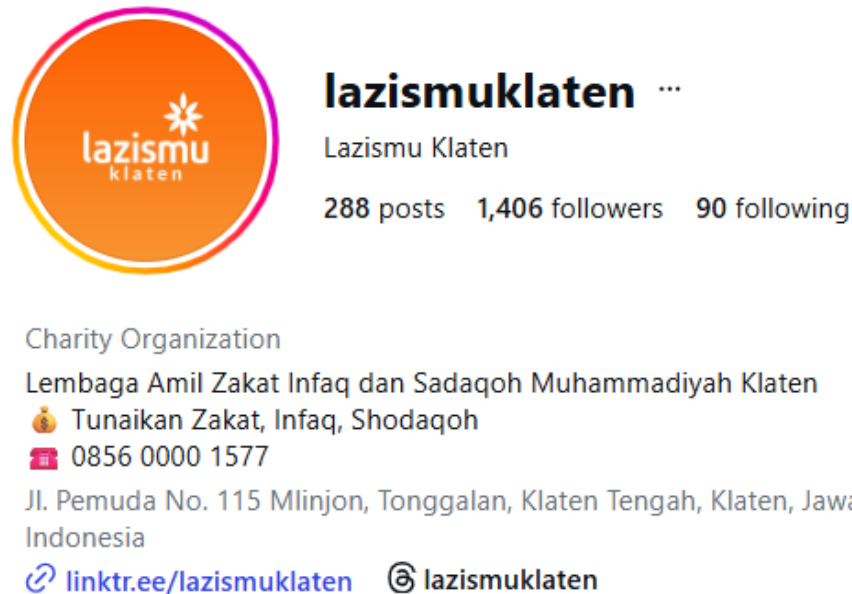 lazismu
klaten
lazismuklaten ...
Lazismu Klaten
288 posts 1,406 followers 90 following
Charity Organization
Lembaga Amil Zakat Infaq dan Sadaqoh Muhammadiyah Klaten
💰 Tunaikan Zakat, Infaq, Shodaqoh
☎️ 0856 0000 1577
Jl. Pemuda No. 115 Mlinjon, Tonggalan, Klaten Tengah, Klaten, Jawa
Indonesia
linktr.ee/lazismuklaten lazismuklaten